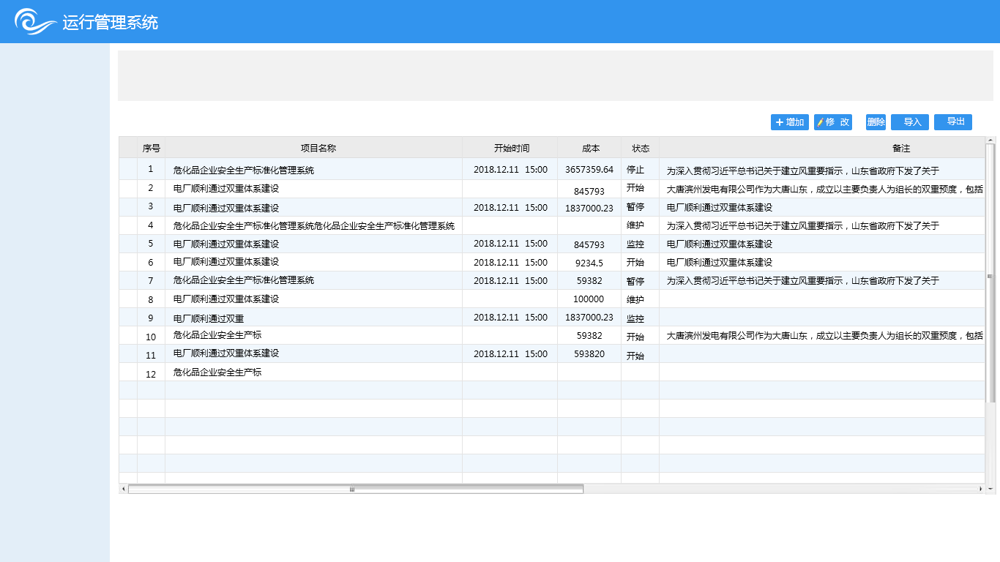 运行管理系统
增加 修 改 删除 导入 导出
序号 项目名称 开始时间 成本 状态 备注
1 危化品企业安全生产标准化管理系统 2018.12.11 15:00 3657359.64 停止 为深入贯彻习近平总书记关于建立风重要指示，山东省政府下发了关于
2 电厂顺利通过双重体系建设 845793 开始 大唐滨州发电有限公司作为大唐山东，成立以主要负责人为组长的双重预度，包括
3 电厂顺利通过双重体系建设 2018.12.11 15:00 1837000.23 暂停 电厂顺利通过双重体系建设
4 危化品企业安全生产标准化管理系统危化品企业安全生产标准化管理系统 维护 为深入贯彻习近平总书记关于建立风重要指示，山东省政府下发了关于
5 电厂顺利通过双重体系建设 2018.12.11 15:00 845793 监控 电厂顺利通过双重体系建设
6 电厂顺利通过双重体系建设 2018.12.11 15:00 9234.5 开始 电厂顺利通过双重体系建设
7 危化品企业安全生产标准化管理系统 2018.12.11 15:00 59382 暂停 为深入贯彻习近平总书记关于建立风重要指示，山东省政府下发了关于
8 电厂顺利通过双重体系建设 100000 维护
9 电厂顺利通过双重 2018.12.11 15:00 1837000.23 监控
10 危化品企业安全生产标 59382 开始 大唐滨州发电有限公司作为大唐山东，成立以主要负责人为组长的双重预度，包括
11 电厂顺利通过双重体系建设 2018.12.11 15:00 593820 开始
12 危化品企业安全生产标